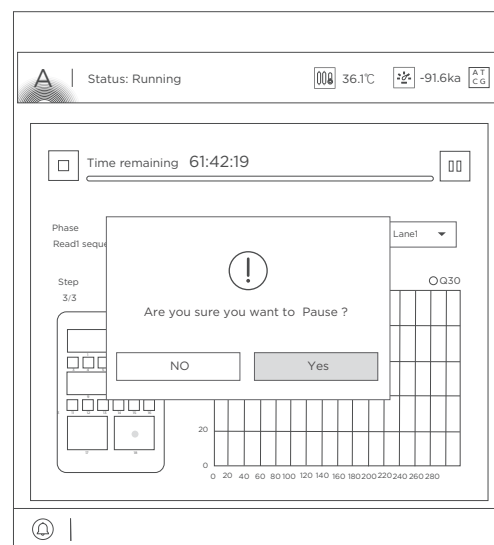 A
Status: Running
36.1℃
-91.6ka
A T
C G
Time remaining 61:42:19
Phase
Read1 seque
Lane1
Step
3/3
Q30
Are you sure you want to Pause ?
NO
Yes
20
0
0 20 40 60 80 100 120 140 160 180 200 220 240 260 280